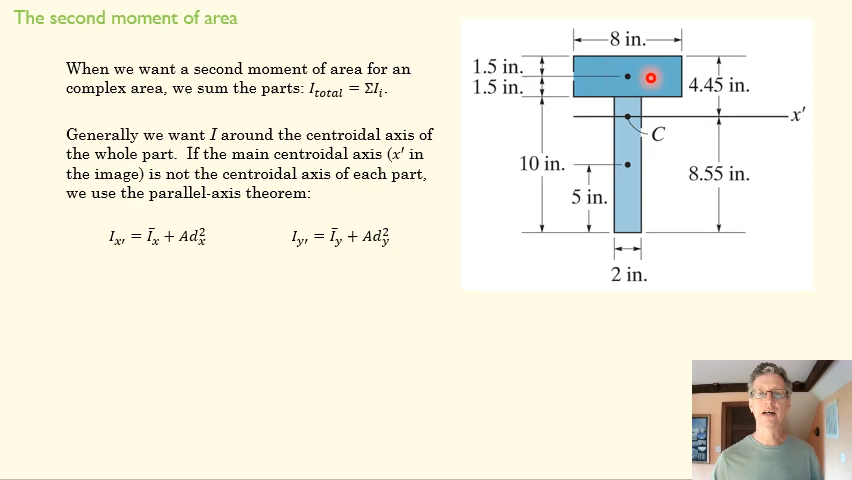 The second moment of area
When we want a second moment of area for an
complex area, we sum the parts: I_total = ΣI_i.
Generally we want I around the centroidal axis of
the whole part. If the main centroidal axis (x′ in
the image) is not the centroidal axis of each part,
we use the parallel-axis theorem:
I_x′ = Ī_x + Ad_x^2
I_y′ = Ī_y + Ad_y^2
8 in.
1.5 in.
1.5 in.
4.45 in.
x′
C
10 in.
8.55 in.
5 in.
2 in.